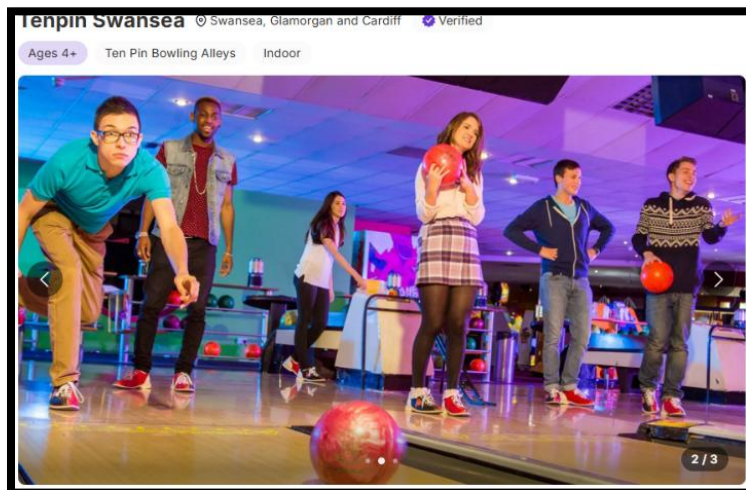 Tenpin Swansea Swansea, Glamorgan and Cardiff Verified
Ages 4+ Ten Pin Bowling Alleys Indoor
2 / 3